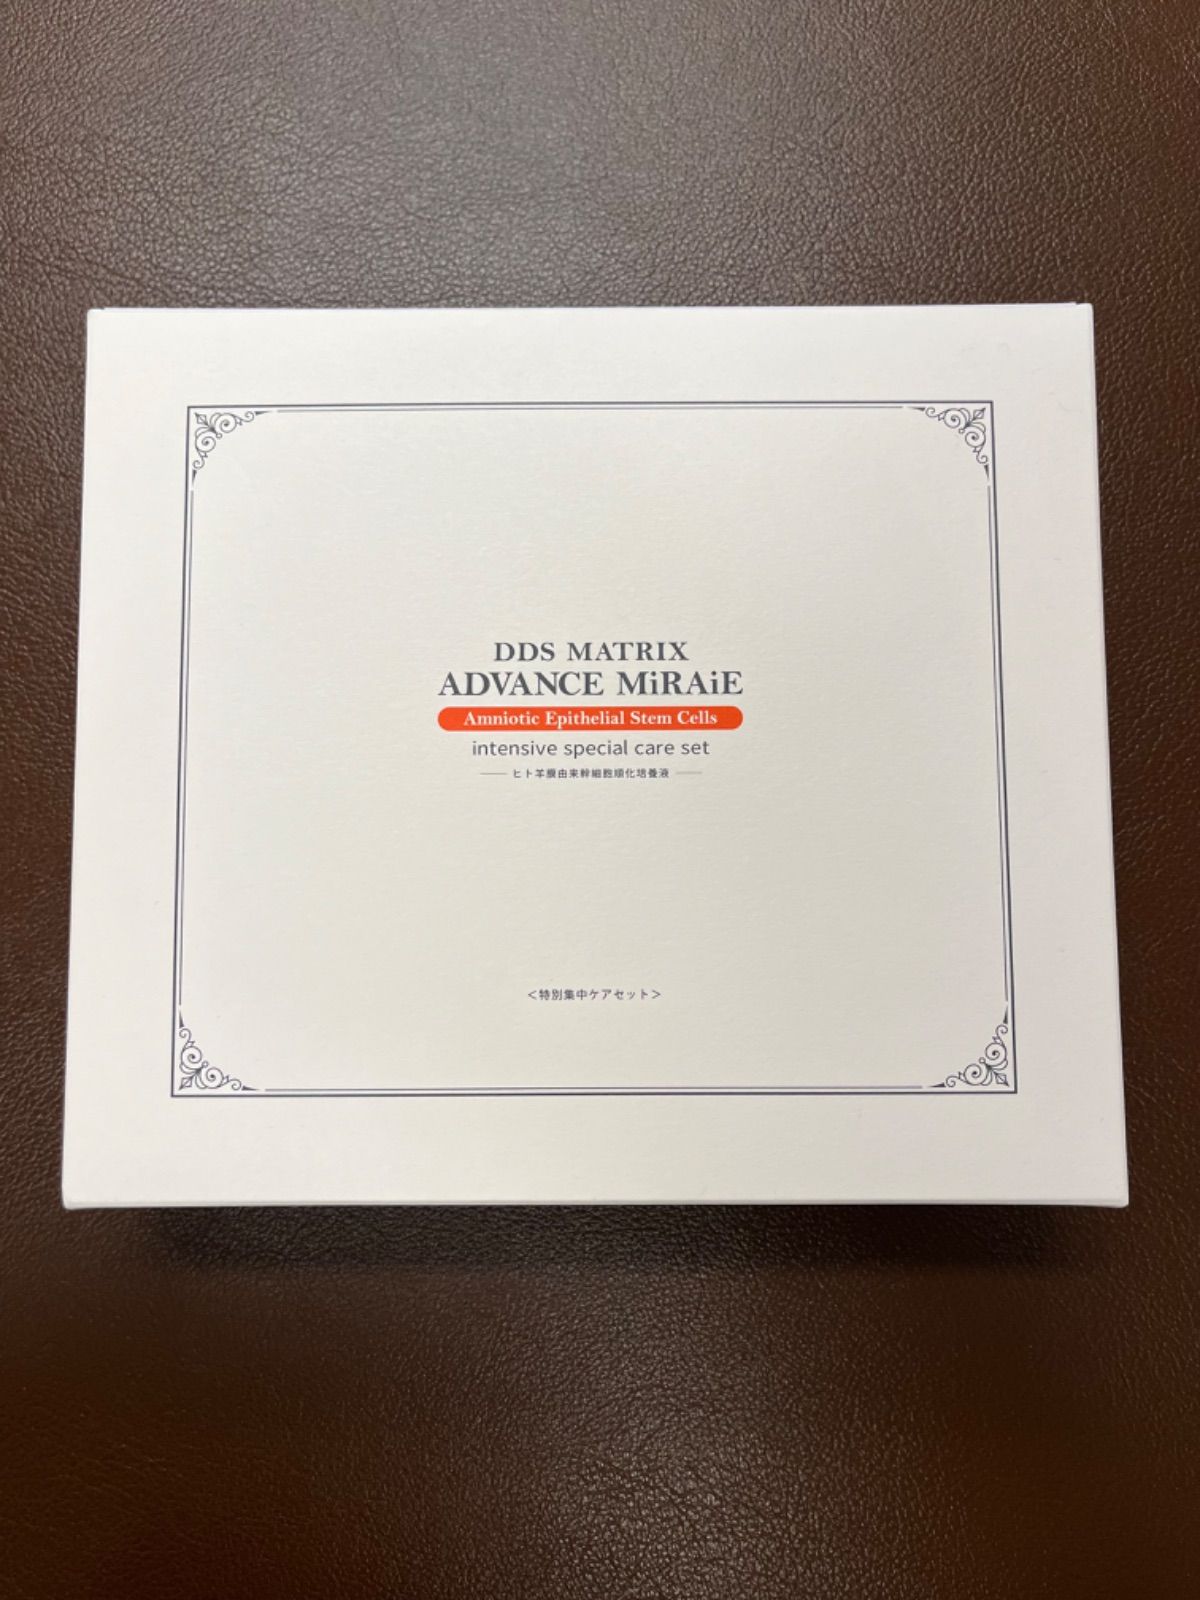 DDS MATRIX
ADVANCE MiRAiE
Amniotic Epithelial Stem Cells
intensive special care set
ヒト羊膜由来幹細胞順化培養液
＜特別集中ケアセット＞